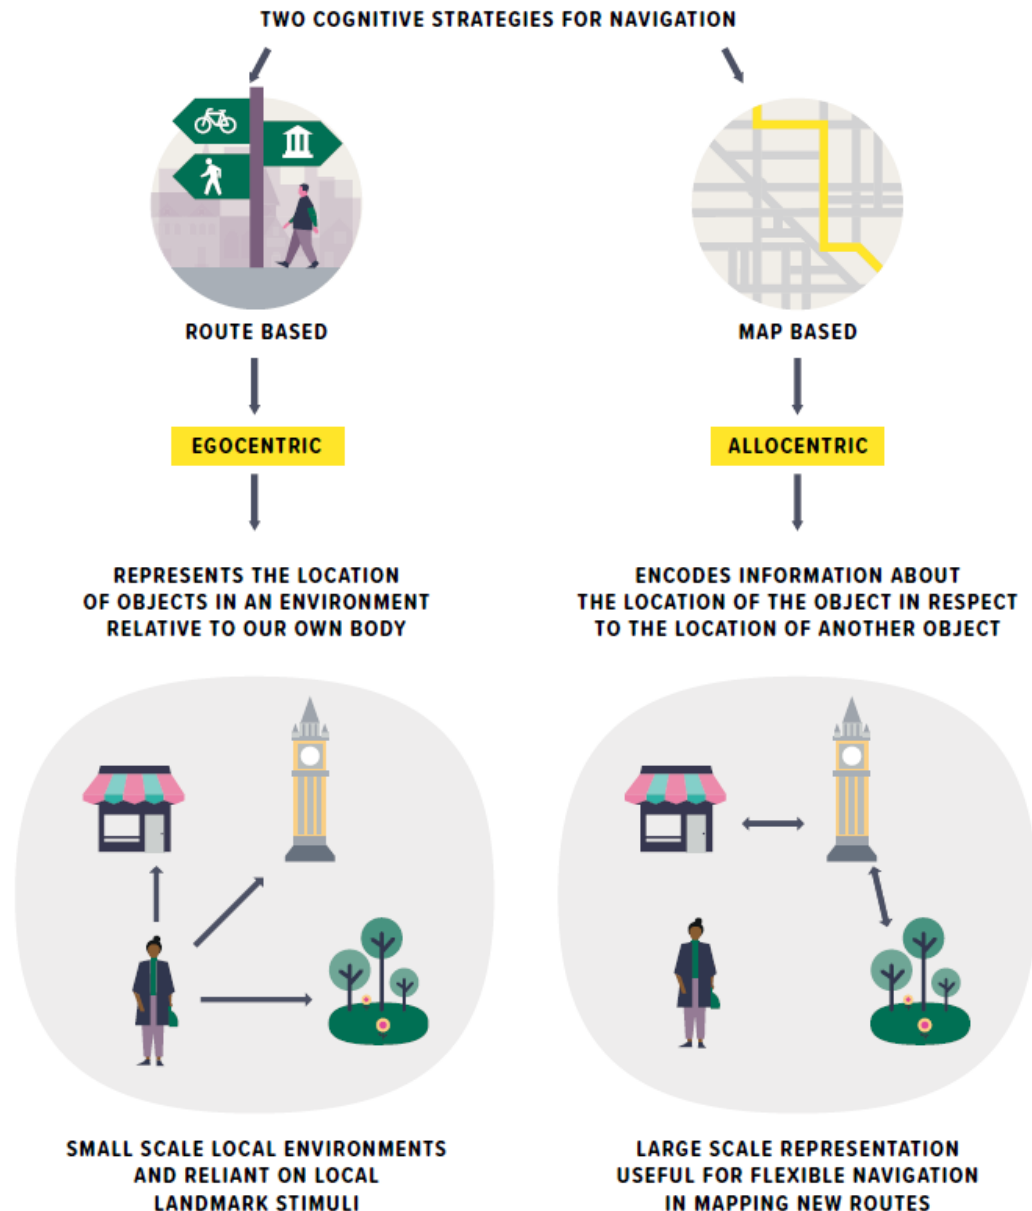 TWO COGNITIVE STRATEGIES FOR NAVIGATION
ROUTE BASED
EGOCENTRIC
REPRESENTS THE LOCATION
OF OBJECTS IN AN ENVIRONMENT
RELATIVE TO OUR OWN BODY
SMALL SCALE LOCAL ENVIRONMENTS
AND RELIANT ON LOCAL
LANDMARK STIMULI
MAP BASED
ALLOCENTRIC
ENCODES INFORMATION ABOUT
THE LOCATION OF THE OBJECT IN RESPECT
TO THE LOCATION OF ANOTHER OBJECT
LARGE SCALE REPRESENTATION
USEFUL FOR FLEXIBLE NAVIGATION
IN MAPPING NEW ROUTES